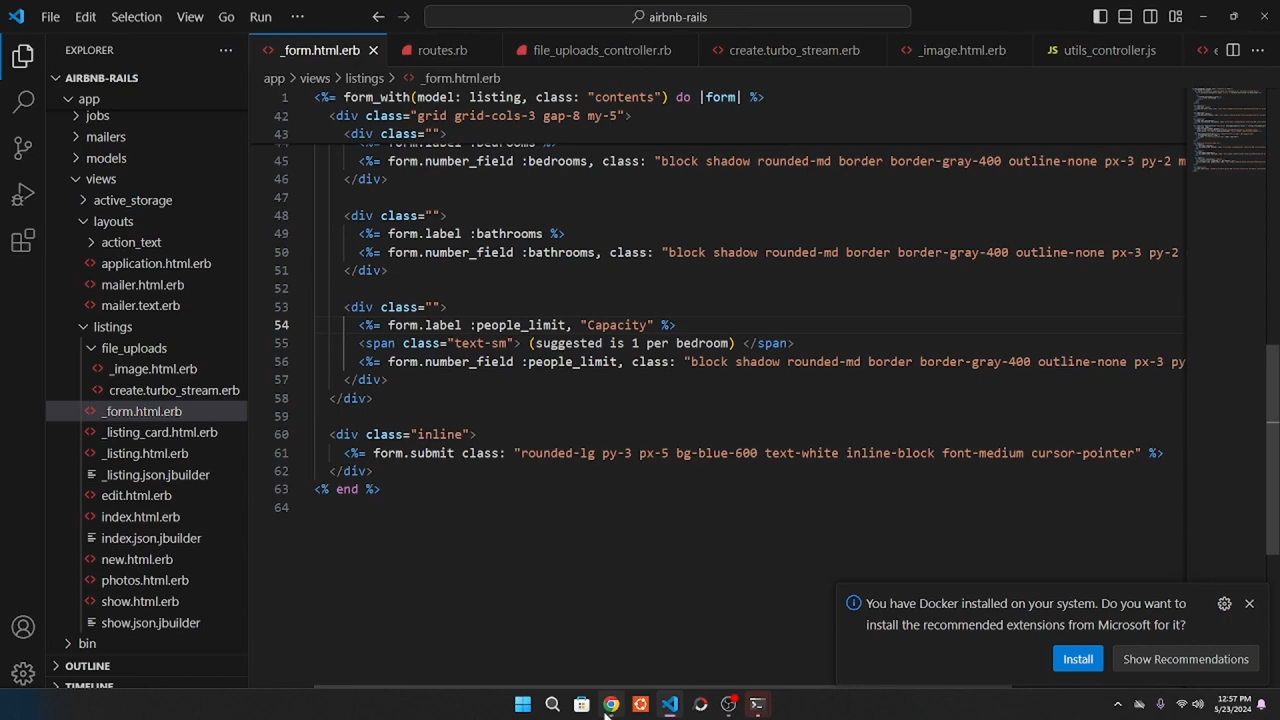 File Edit Selection View Go Run ··· airbnb-rails
EXPLORER ···
_form.html.erb routes.rb file_uploads_controller.rb create.turbo_stream.erb _image.html.erb utils_controller.js e ···
AIRBNB-RAILS
app > views > listings > _form.html.erb
app
jobs
mailers
models
views
active_storage
layouts
action_text
application.html.erb
mailer.html.erb
mailer.text.erb
listings
file_uploads
_image.html.erb
create.turbo_stream.erb
_form.html.erb
_listing_card.html.erb
_listing.html.erb
_listing.json.jbuilder
edit.html.erb
index.html.erb
index.json.jbuilder
new.html.erb
photos.html.erb
show.html.erb
show.json.jbuilder
bin
OUTLINE
TIMELINE
1 <%= form_with(model: listing, class: "contents") do |form| %>
42 <div class="grid grid-cols-3 gap-8 my-5">
43 <div class="">
<%= form.label :bedrooms %>
45 <%= form.number_field :bedrooms, class: "block shadow rounded-md border border-gray-400 outline-none px-3 py-2 m
46 </div>
47
48 <div class="">
49 <%= form.label :bathrooms %>
50 <%= form.number_field :bathrooms, class: "block shadow rounded-md border border-gray-400 outline-none px-3 py-2
51 </div>
52
53 <div class="">
54 <%= form.label :people_limit, "Capacity" %>
55 <span class="text-sm"> (suggested is 1 per bedroom) </span>
56 <%= form.number_field :people_limit, class: "block shadow rounded-md border border-gray-400 outline-none px-3 py
57 </div>
58 </div>
59
60 <div class="inline">
61 <%= form.submit class: "rounded-lg py-3 px-5 bg-blue-600 text-white inline-block font-medium cursor-pointer" %>
62 </div>
63 <% end %>
64
You have Docker installed on your system. Do you want to
install the recommended extensions from Microsoft for it?
Install Show Recommendations
12:57 PM
5/23/2024